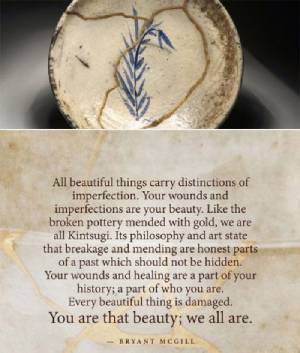 All beautiful things carry distinctions of
imperfection. Your wounds and
imperfections are your beauty. Like the
broken pottery mended with gold, we are
all Kintsugi. Its philosophy and art state
that breakage and mending are honest parts
of a past which should not be hidden.
Your wounds and healing are a part of your
history; a part of who you are.
Every beautiful thing is damaged.
You are that beauty; we all are.
— BRYANT MCGILL